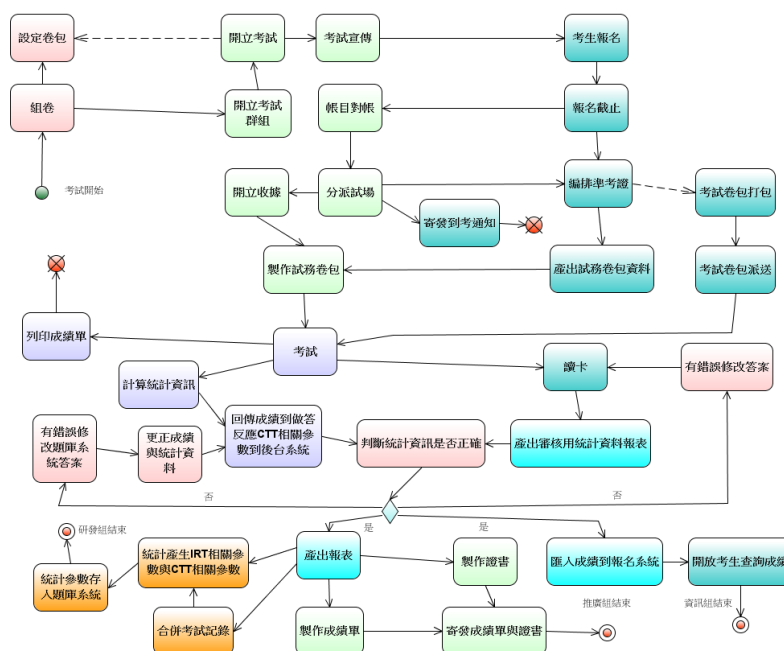 設定卷包
開立考試
考試宣傳
考生報名
組卷
開立考試
群組
帳目對帳
報名截止
考試開始
開立收據
分派試場
編排準考證
考試卷包打包
寄發到考通知
製作試務卷包
產出試務卷包資料
考試卷包派送
列印成績單
考試
讀卡
有錯誤修改答案
計算統計資訊
有錯誤修
改題庫系
統答案
更正成績
與統計資
料
回傳成績到做答
反應CTT相關參
數到後台系統
判斷統計資訊是否正確
產出審核用統計資料報表
否
否
研發組結束
是
是
統計參數存
入題庫系統
統計產生IRT相關參
數與CTT相關參數
產出報表
製作證書
匯入成績到報名系統
開放考生查詢成績
推廣組結束
資訊組結束
合併考試記錄
製作成績單
寄發成績單與證書